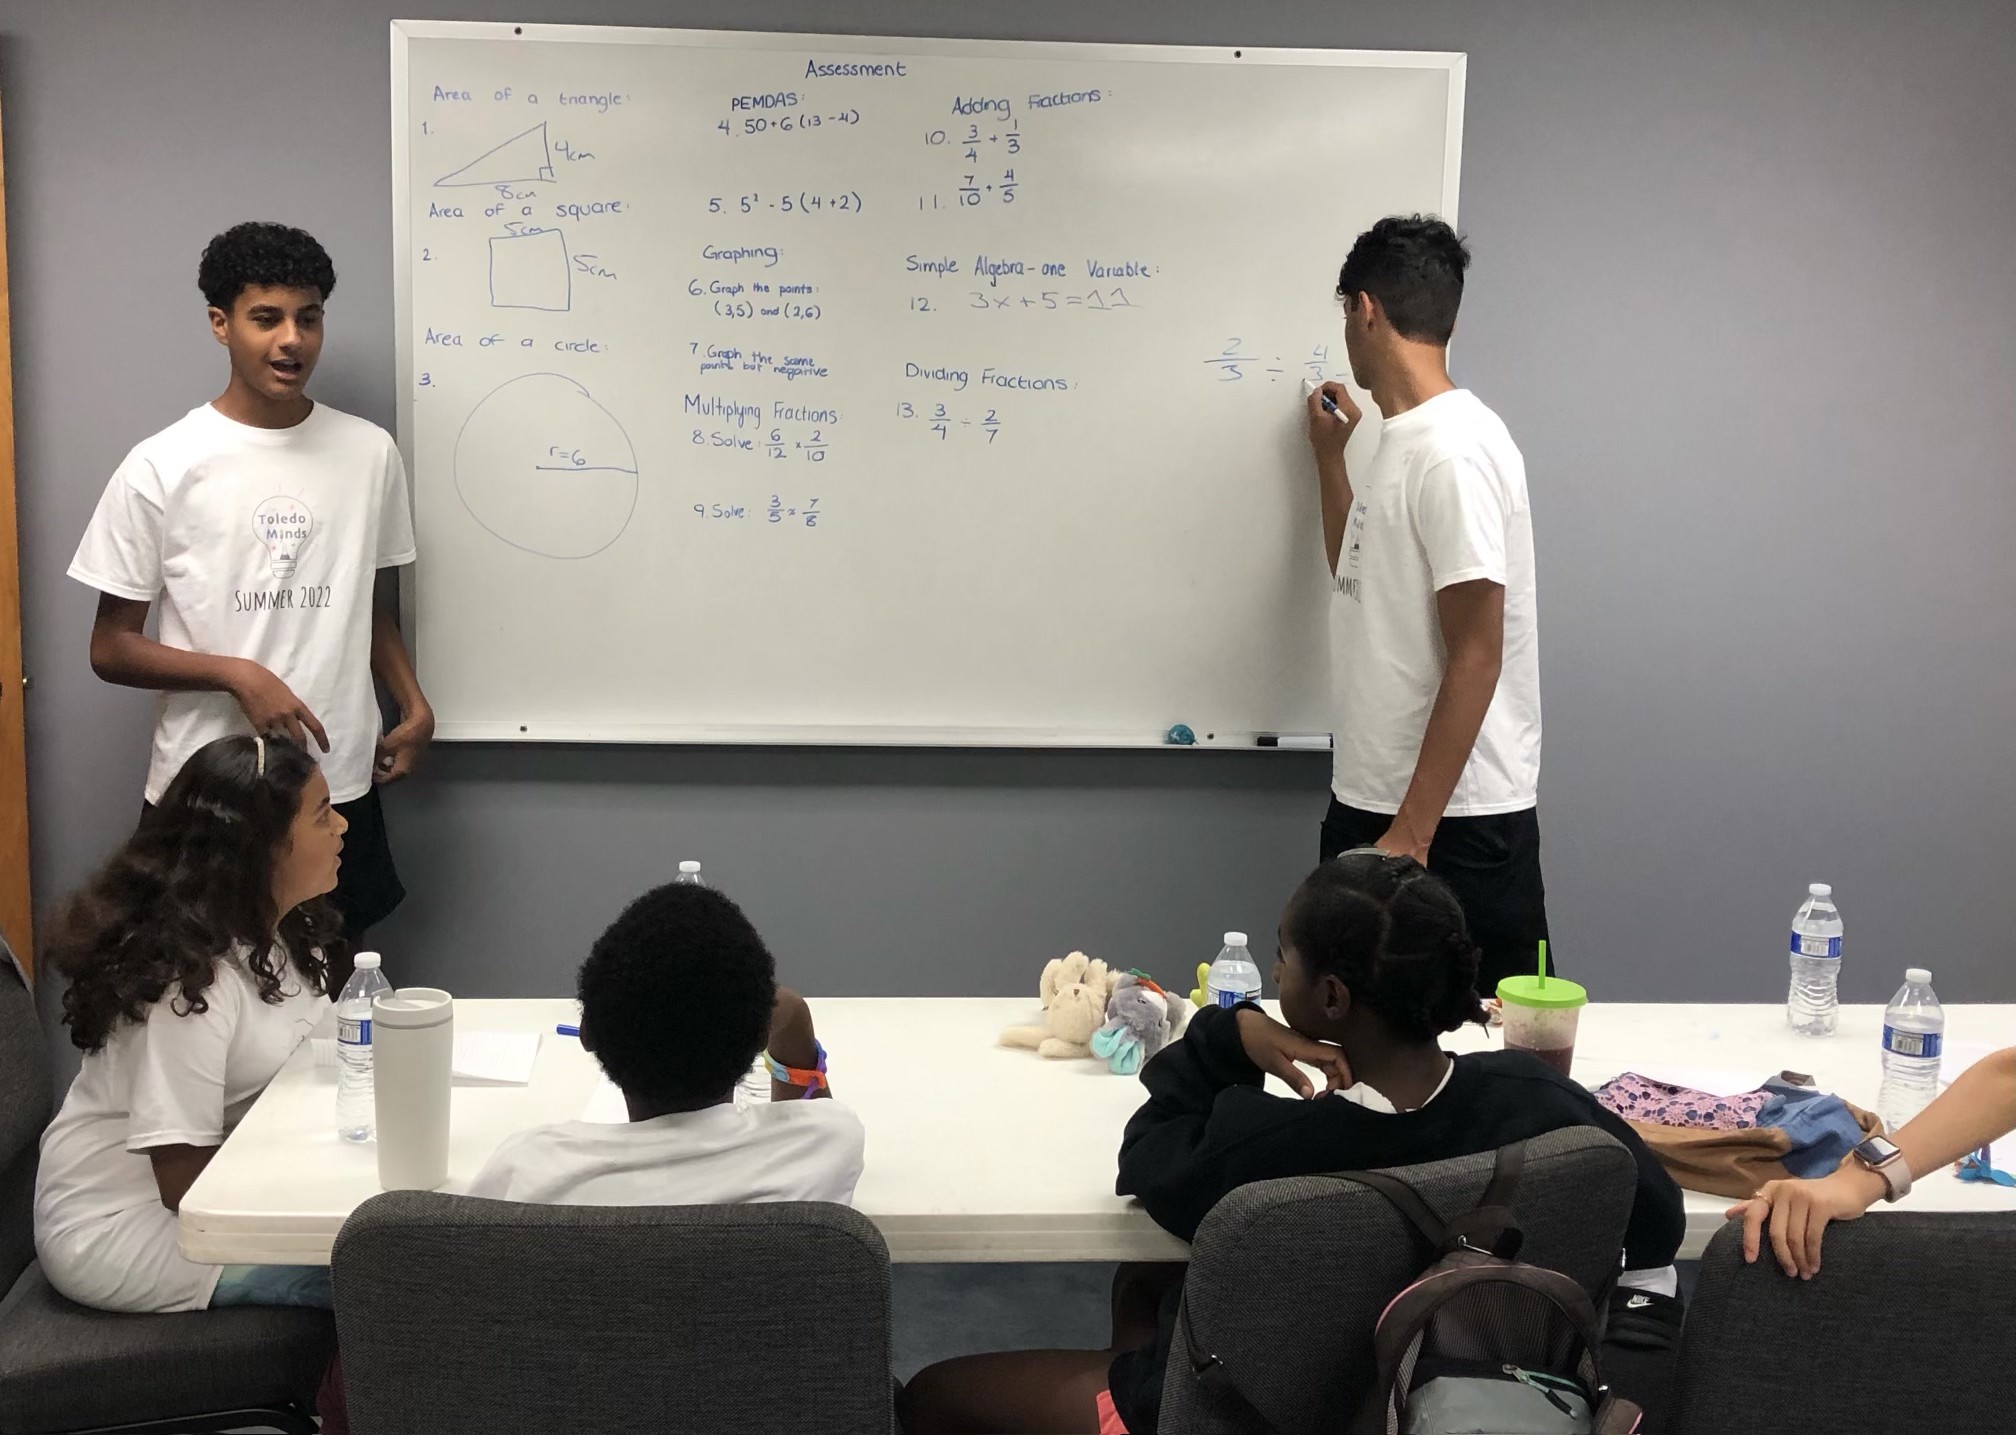 Assessment
Area of a triangle:
1.
4cm
8cm
Area of a square:
5cm
2.
5cm
Area of a circle:
3.
r=6
PEMDAS:
4. 50+6(13-4)
5. 5² - 5(4+2)
Graphing:
6. Graph the points:
(3,5) and (2,6)
7. Graph the same
points but negative
Multiplying Fractions:
8. Solve: 6/12 × 2/10
9. Solve: 3/5 × 7/8
Adding Fractions:
10. 3/4 + 1/3
11. 7/10 + 4/5
Simple Algebra-one Variable:
12. 3x+5=11
Dividing Fractions:
13. 3/4 ÷ 2/7
2/3 ÷ 4/3
Toledo
Minds
SUMMER 2022
NIKE